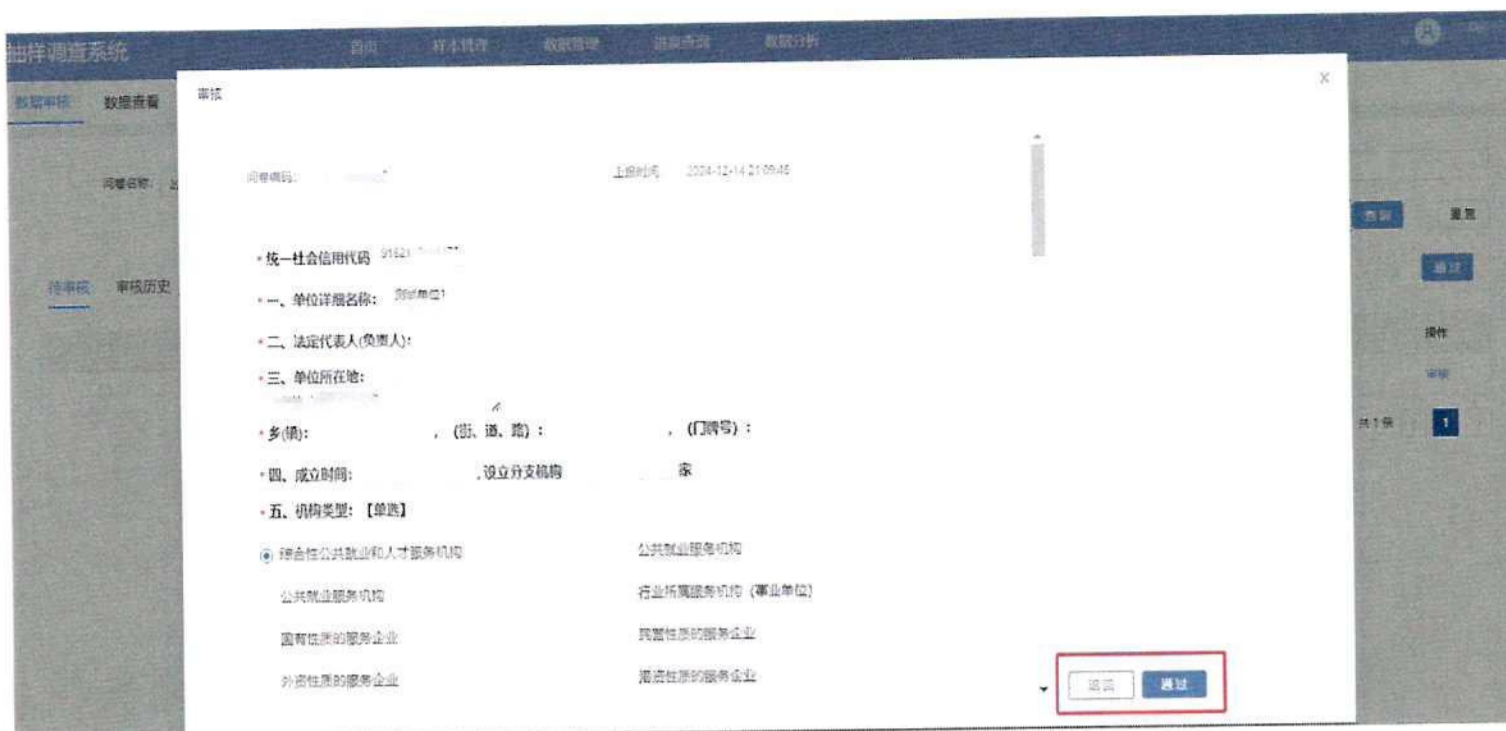 抽样调查系统 首页 样本管理 数据管理 进度查询 数据分析
数据审核 数据查看
审核 X
问卷名称:
问卷编码: 上报时间 2024-12-14 21:09:46
查询 重置
* 统一社会信用代码 9162
通过
待审核 审核历史
* 一、单位详细名称: 测试单位1
* 二、法定代表人(负责人):
操作
* 三、单位所在地:
审核
* 乡(镇): , (街、道、路) : , (门牌号) :
共1条 1
* 四、成立时间: ,设立分支机构 家
* 五、机构类型: 【单选】
综合性公共就业和人才服务机构 公共就业服务机构
公共就业服务机构 行业所属服务机构 (事业单位)
国有性质的服务企业 民营性质的服务企业
外资性质的服务企业 港资性质的服务企业
退回 通过